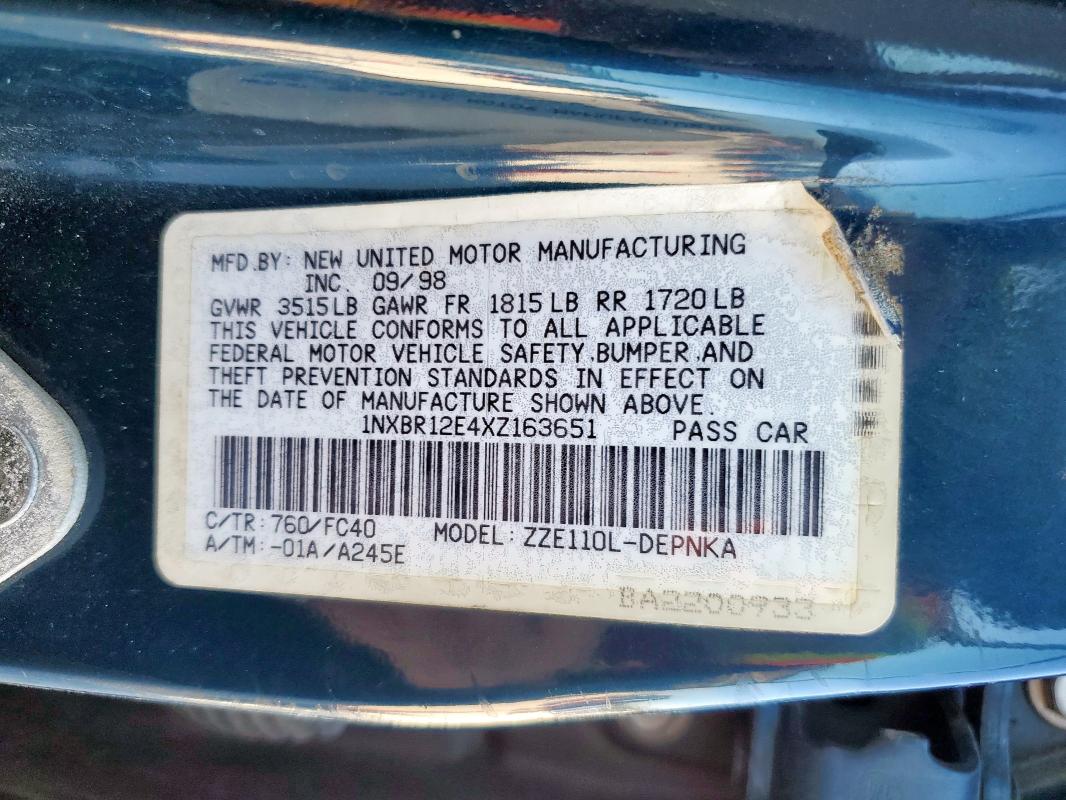 MFD.BY: NEW UNITED MOTOR MANUFACTURING
INC. 09/98
GVWR 3515LB GAWR FR 1815LB RR 1720LB
THIS VEHICLE CONFORMS TO ALL APPLICABLE
FEDERAL MOTOR VEHICLE SAFETY,BUMPER,AND
THEFT PREVENTION STANDARDS IN EFFECT ON
THE DATE OF MANUFACTURE SHOWN ABOVE.
1NXBR12E4XZ163651 PASS CAR
C/TR:760/FC40 MODEL:ZZE110L-DEPNKA
A/TM:-01A/A245E
BA2200933